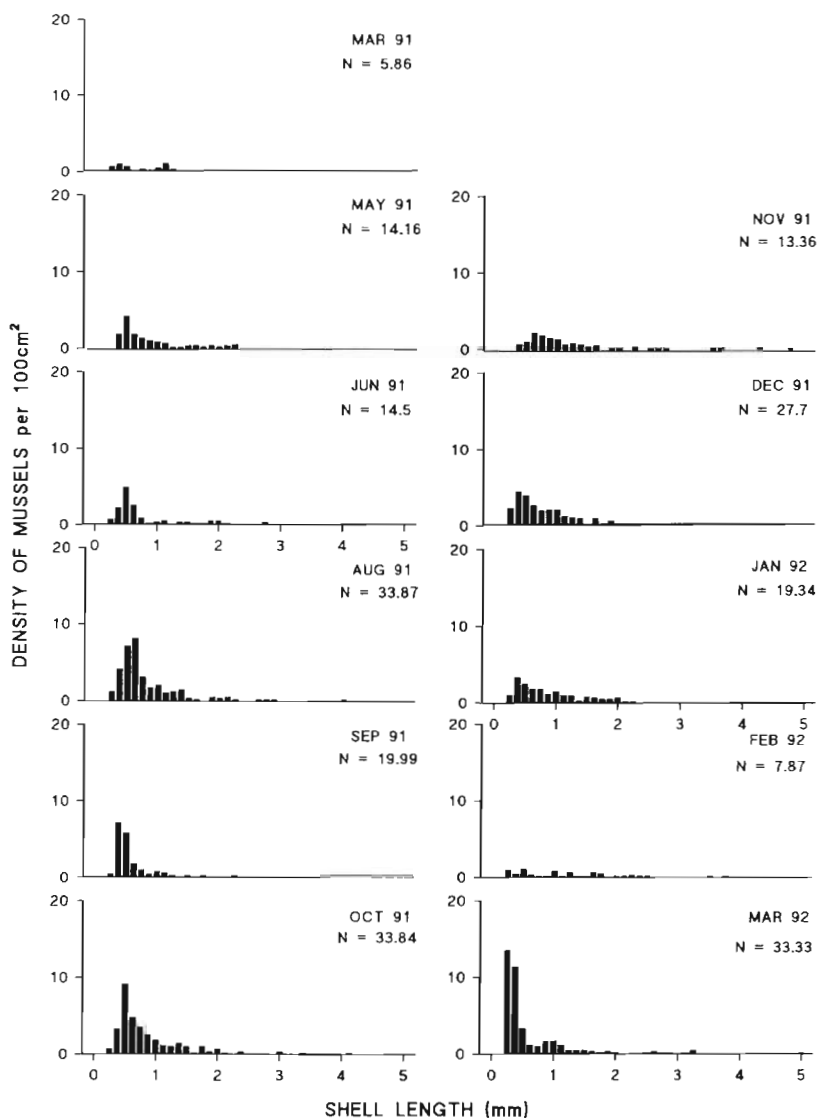 DENSITY OF MUSSELS per 100cm²
20
MAR 91
N = 5.86
10
0
20
MAY 91
N = 14.16
10
0
20
JUN 91
N = 14.5
10
0
0 1 2 3 4 5
20
AUG 91
N = 33.87
10
0
20
SEP 91
N = 19.99
10
0
20
OCT 91
N = 33.84
10
0
0 1 2 3 4 5
20
NOV 91
N = 13.36
10
0
20
DEC 91
N = 27.7
10
0
20
JAN 92
N = 19.34
10
0
0 1 2 3 4 5
20
FEB 92
N = 7.87
10
0
20
MAR 92
N = 33.33
10
0
0 1 2 3 4 5
SHELL LENGTH (mm)